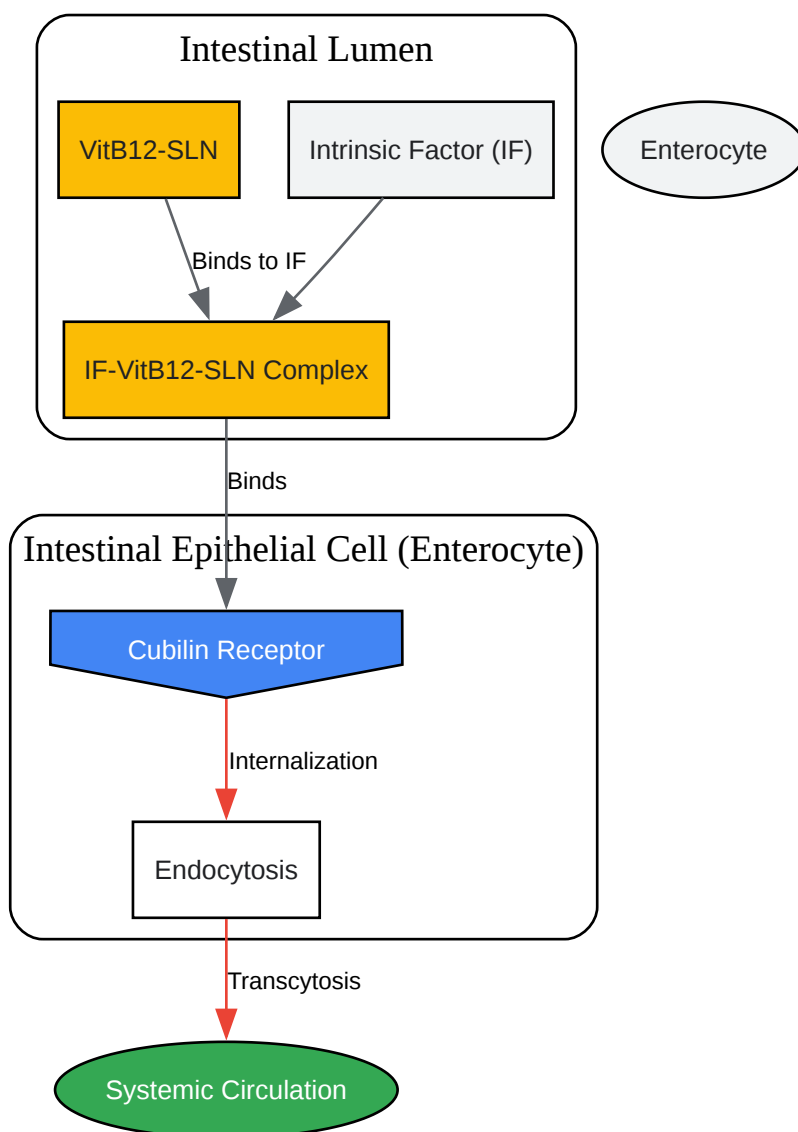 Intestinal Lumen
VitB12-SLN
Intrinsic Factor (IF)
Enterocyte
Binds to IF
IF-VitB12-SLN Complex
Binds
Intestinal Epithelial Cell (Enterocyte)
Cubilin Receptor
Internalization
Endocytosis
Transcytosis
Systemic Circulation